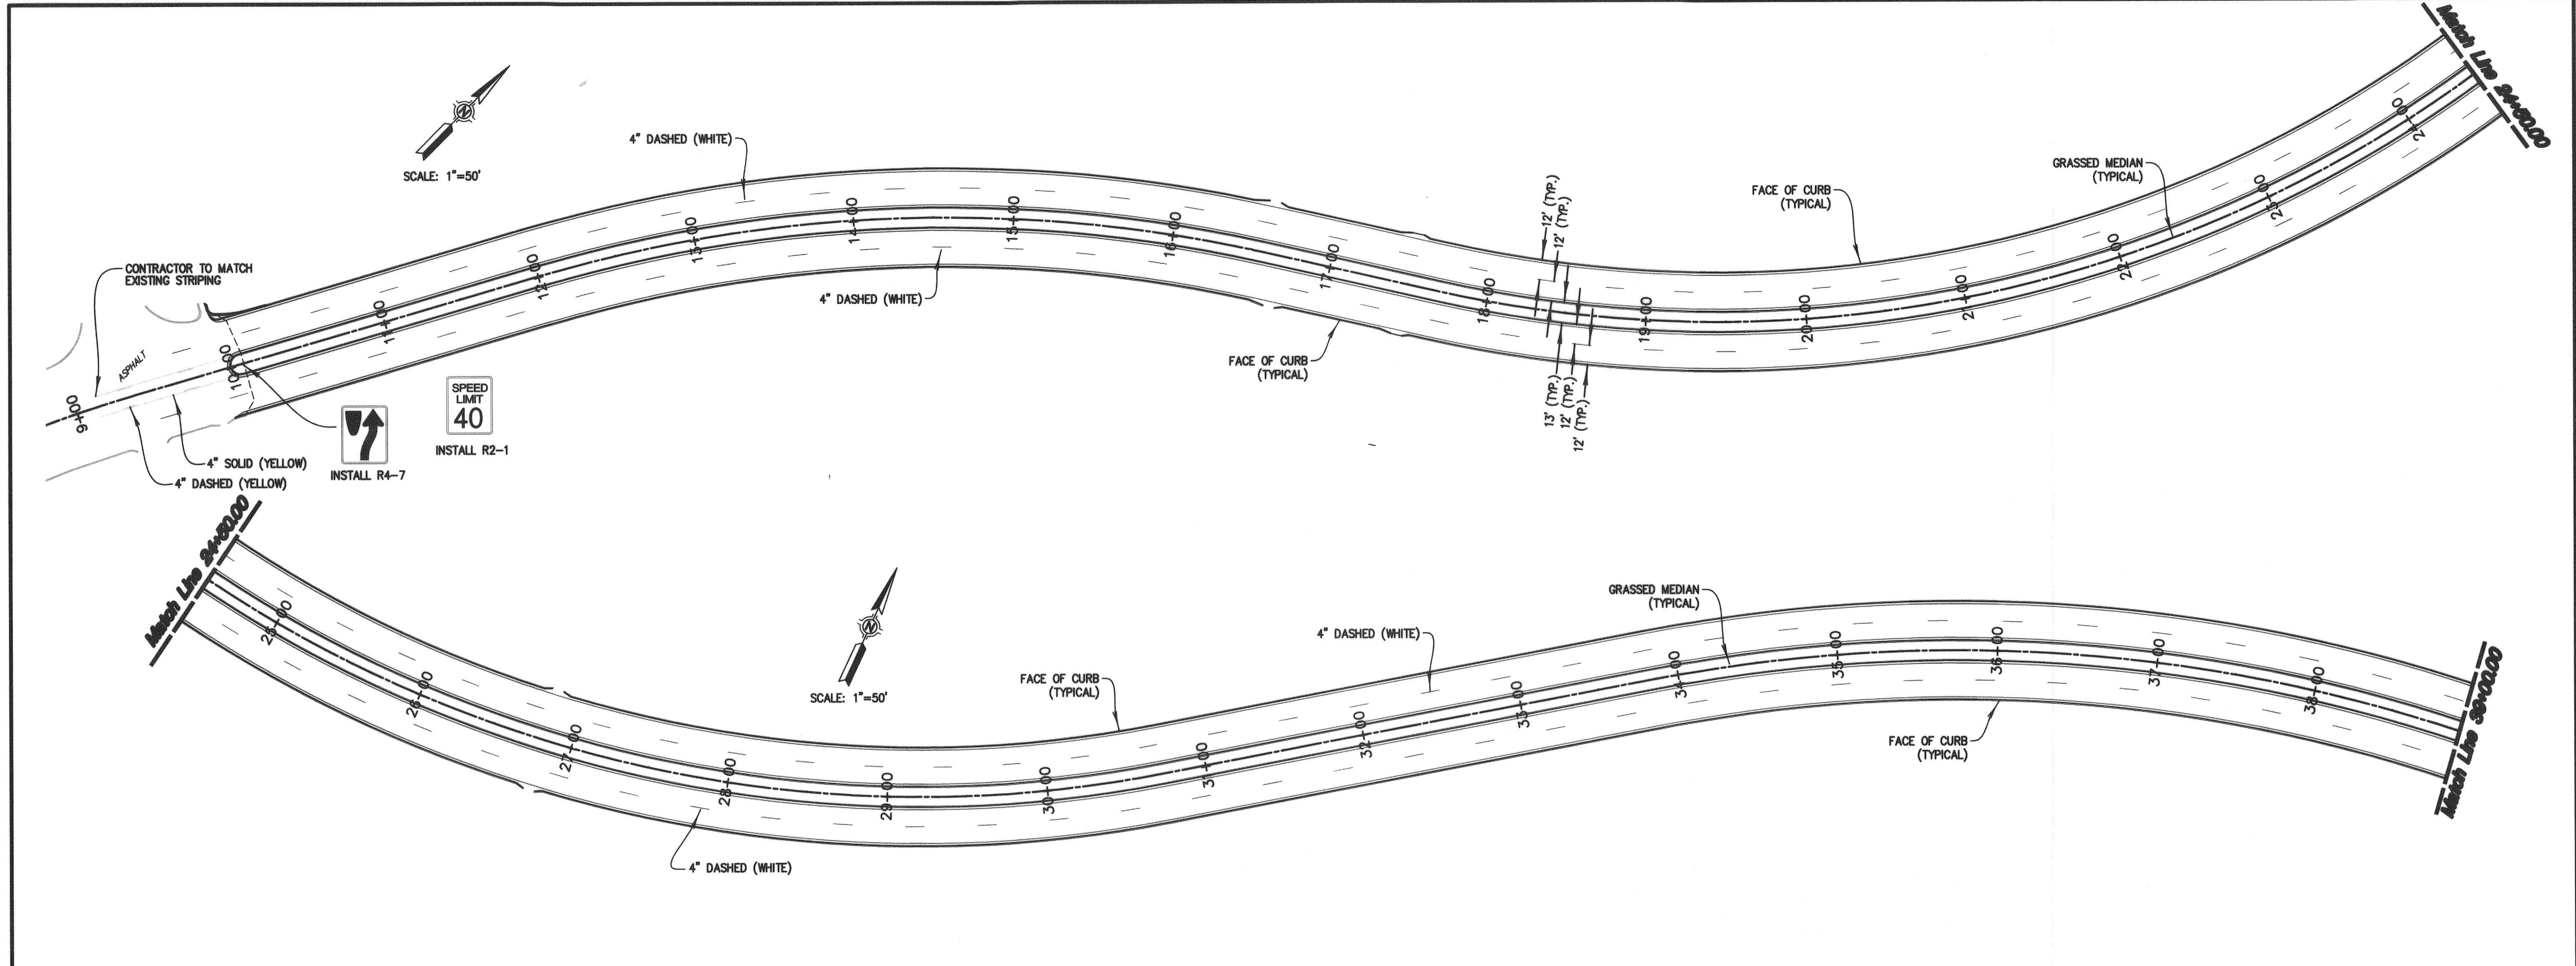 Match Line 24+50.00
N
SCALE: 1"=50'
4" DASHED (WHITE)
FACE OF CURB
(TYPICAL)
GRASSED MEDIAN
(TYPICAL)
12' (TYP.)
12' (TYP.)
CONTRACTOR TO MATCH
EXISTING STRIPING
ASPHALT
9+00
10+00
11+00
12+00
13+00
14+00
15+00
16+00
17+00
18+00
19+00
20+00
21+00
22+00
23+00
24+00
4" DASHED (WHITE)
FACE OF CURB
(TYPICAL)
13' (TYP.)
12' (TYP.)
12' (TYP.)
4" SOLID (YELLOW)
4" DASHED (YELLOW)
INSTALL R4-7
SPEED
LIMIT
40
INSTALL R2-1
Match Line 24+50.00
N
SCALE: 1"=50'
FACE OF CURB
(TYPICAL)
4" DASHED (WHITE)
GRASSED MEDIAN
(TYPICAL)
25+00
26+00
27+00
28+00
29+00
30+00
31+00
32+00
33+00
34+00
35+00
36+00
37+00
38+00
4" DASHED (WHITE)
FACE OF CURB
(TYPICAL)
Match Line 39+00.00